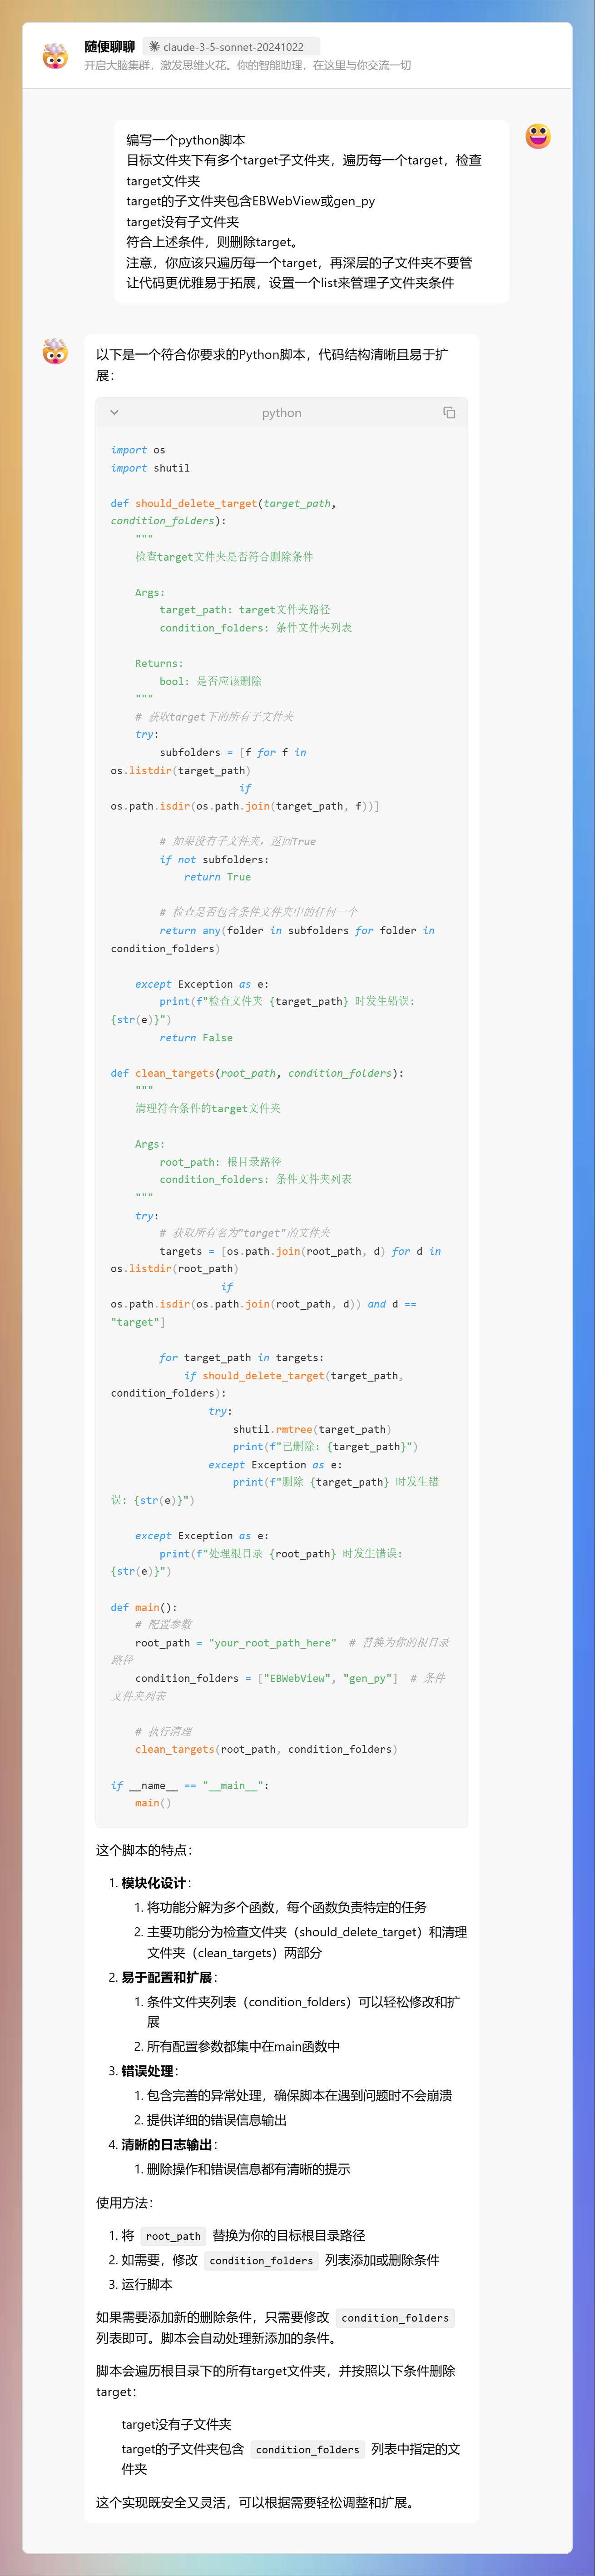 随便聊聊 claude-3-5-sonnet-20241022
开启大脑集群，激发思维火花。你的智能助理，在这里与你交流一切
编写一个python脚本
目标文件夹下有多个target子文件夹，遍历每一个target，检查
target文件夹
target的子文件夹包含EBWebView或gen_py
target没有子文件夹
符合上述条件，则删除target。
注意，你应该只遍历每一个target，再深层的子文件夹不要管
让代码更优雅易于拓展，设置一个list来管理子文件夹条件
以下是一个符合你要求的Python脚本，代码结构清晰且易于扩
展：
python
import os
import shutil
def should_delete_target(target_path,
condition_folders):
"""
检查target文件夹是否符合删除条件
Args:
target_path: target文件夹路径
condition_folders: 条件文件夹列表
Returns:
bool: 是否应该删除
"""
# 获取target下的所有子文件夹
try:
subfolders = [f for f in
os.listdir(target_path)
if
os.path.isdir(os.path.join(target_path, f))]
# 如果没有子文件夹，返回True
if not subfolders:
return True
# 检查是否包含条件文件夹中的任何一个
return any(folder in subfolders for folder in
condition_folders)
except Exception as e:
print(f"检查文件夹 {target_path} 时发生错误:
{str(e)}")
return False
def clean_targets(root_path, condition_folders):
"""
清理符合条件的target文件夹
Args:
root_path: 根目录路径
condition_folders: 条件文件夹列表
"""
try:
# 获取所有名为"target"的文件夹
targets = [os.path.join(root_path, d) for d in
os.listdir(root_path)
if
os.path.isdir(os.path.join(root_path, d)) and d ==
"target"]
for target_path in targets:
if should_delete_target(target_path,
condition_folders):
try:
shutil.rmtree(target_path)
print(f"已删除: {target_path}")
except Exception as e:
print(f"删除 {target_path} 时发生错
误: {str(e)}")
except Exception as e:
print(f"处理根目录 {root_path} 时发生错误:
{str(e)}")
def main():
# 配置参数
root_path = "your_root_path_here"  # 替换为你的根目录
路径
condition_folders = ["EBWebView", "gen_py"]  # 条件
文件夹列表
# 执行清理
clean_targets(root_path, condition_folders)
if __name__ == "__main__":
main()
这个脚本的特点：
1. 模块化设计：
1. 将功能分解为多个函数，每个函数负责特定的任务
2. 主要功能分为检查文件夹（should_delete_target）和清理
文件夹（clean_targets）两部分
2. 易于配置和扩展：
1. 条件文件夹列表（condition_folders）可以轻松修改和扩
展
2. 所有配置参数都集中在main函数中
3. 错误处理：
1. 包含完善的异常处理，确保脚本在遇到问题时不会崩溃
2. 提供详细的错误信息输出
4. 清晰的日志输出：
1. 删除操作和错误信息都有清晰的提示
使用方法：
1. 将 root_path 替换为你的目标根目录路径
2. 如需要，修改 condition_folders 列表添加或删除条件
3. 运行脚本
如果需要添加新的删除条件，只需要修改 condition_folders
列表即可。脚本会自动处理新添加的条件。
脚本会遍历根目录下的所有target文件夹，并按照以下条件删除
target：
target没有子文件夹
target的子文件夹包含 condition_folders 列表中指定的文
件夹
这个实现既安全又灵活，可以根据需要轻松调整和扩展。